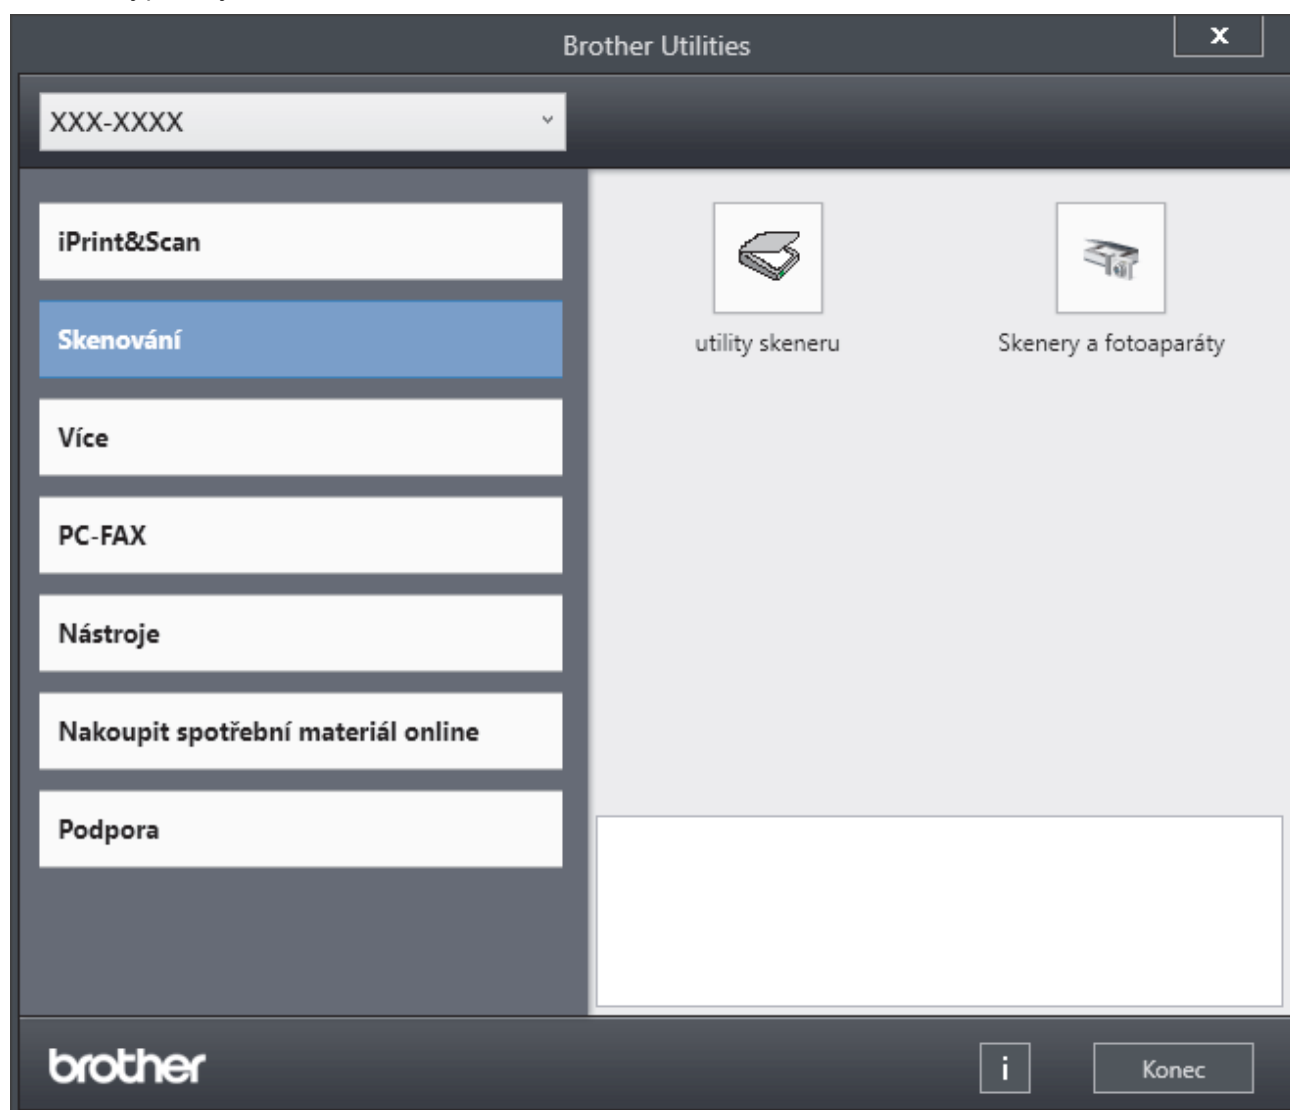 Brother Utilities
x
XXX-XXXX
iPrint&Scan
Skenování
Více
PC-FAX
Nástroje
Nakoupit spotřební materiál online
Podpora
utility skeneru
Skenery a fotoaparáty
brother
i
Konec